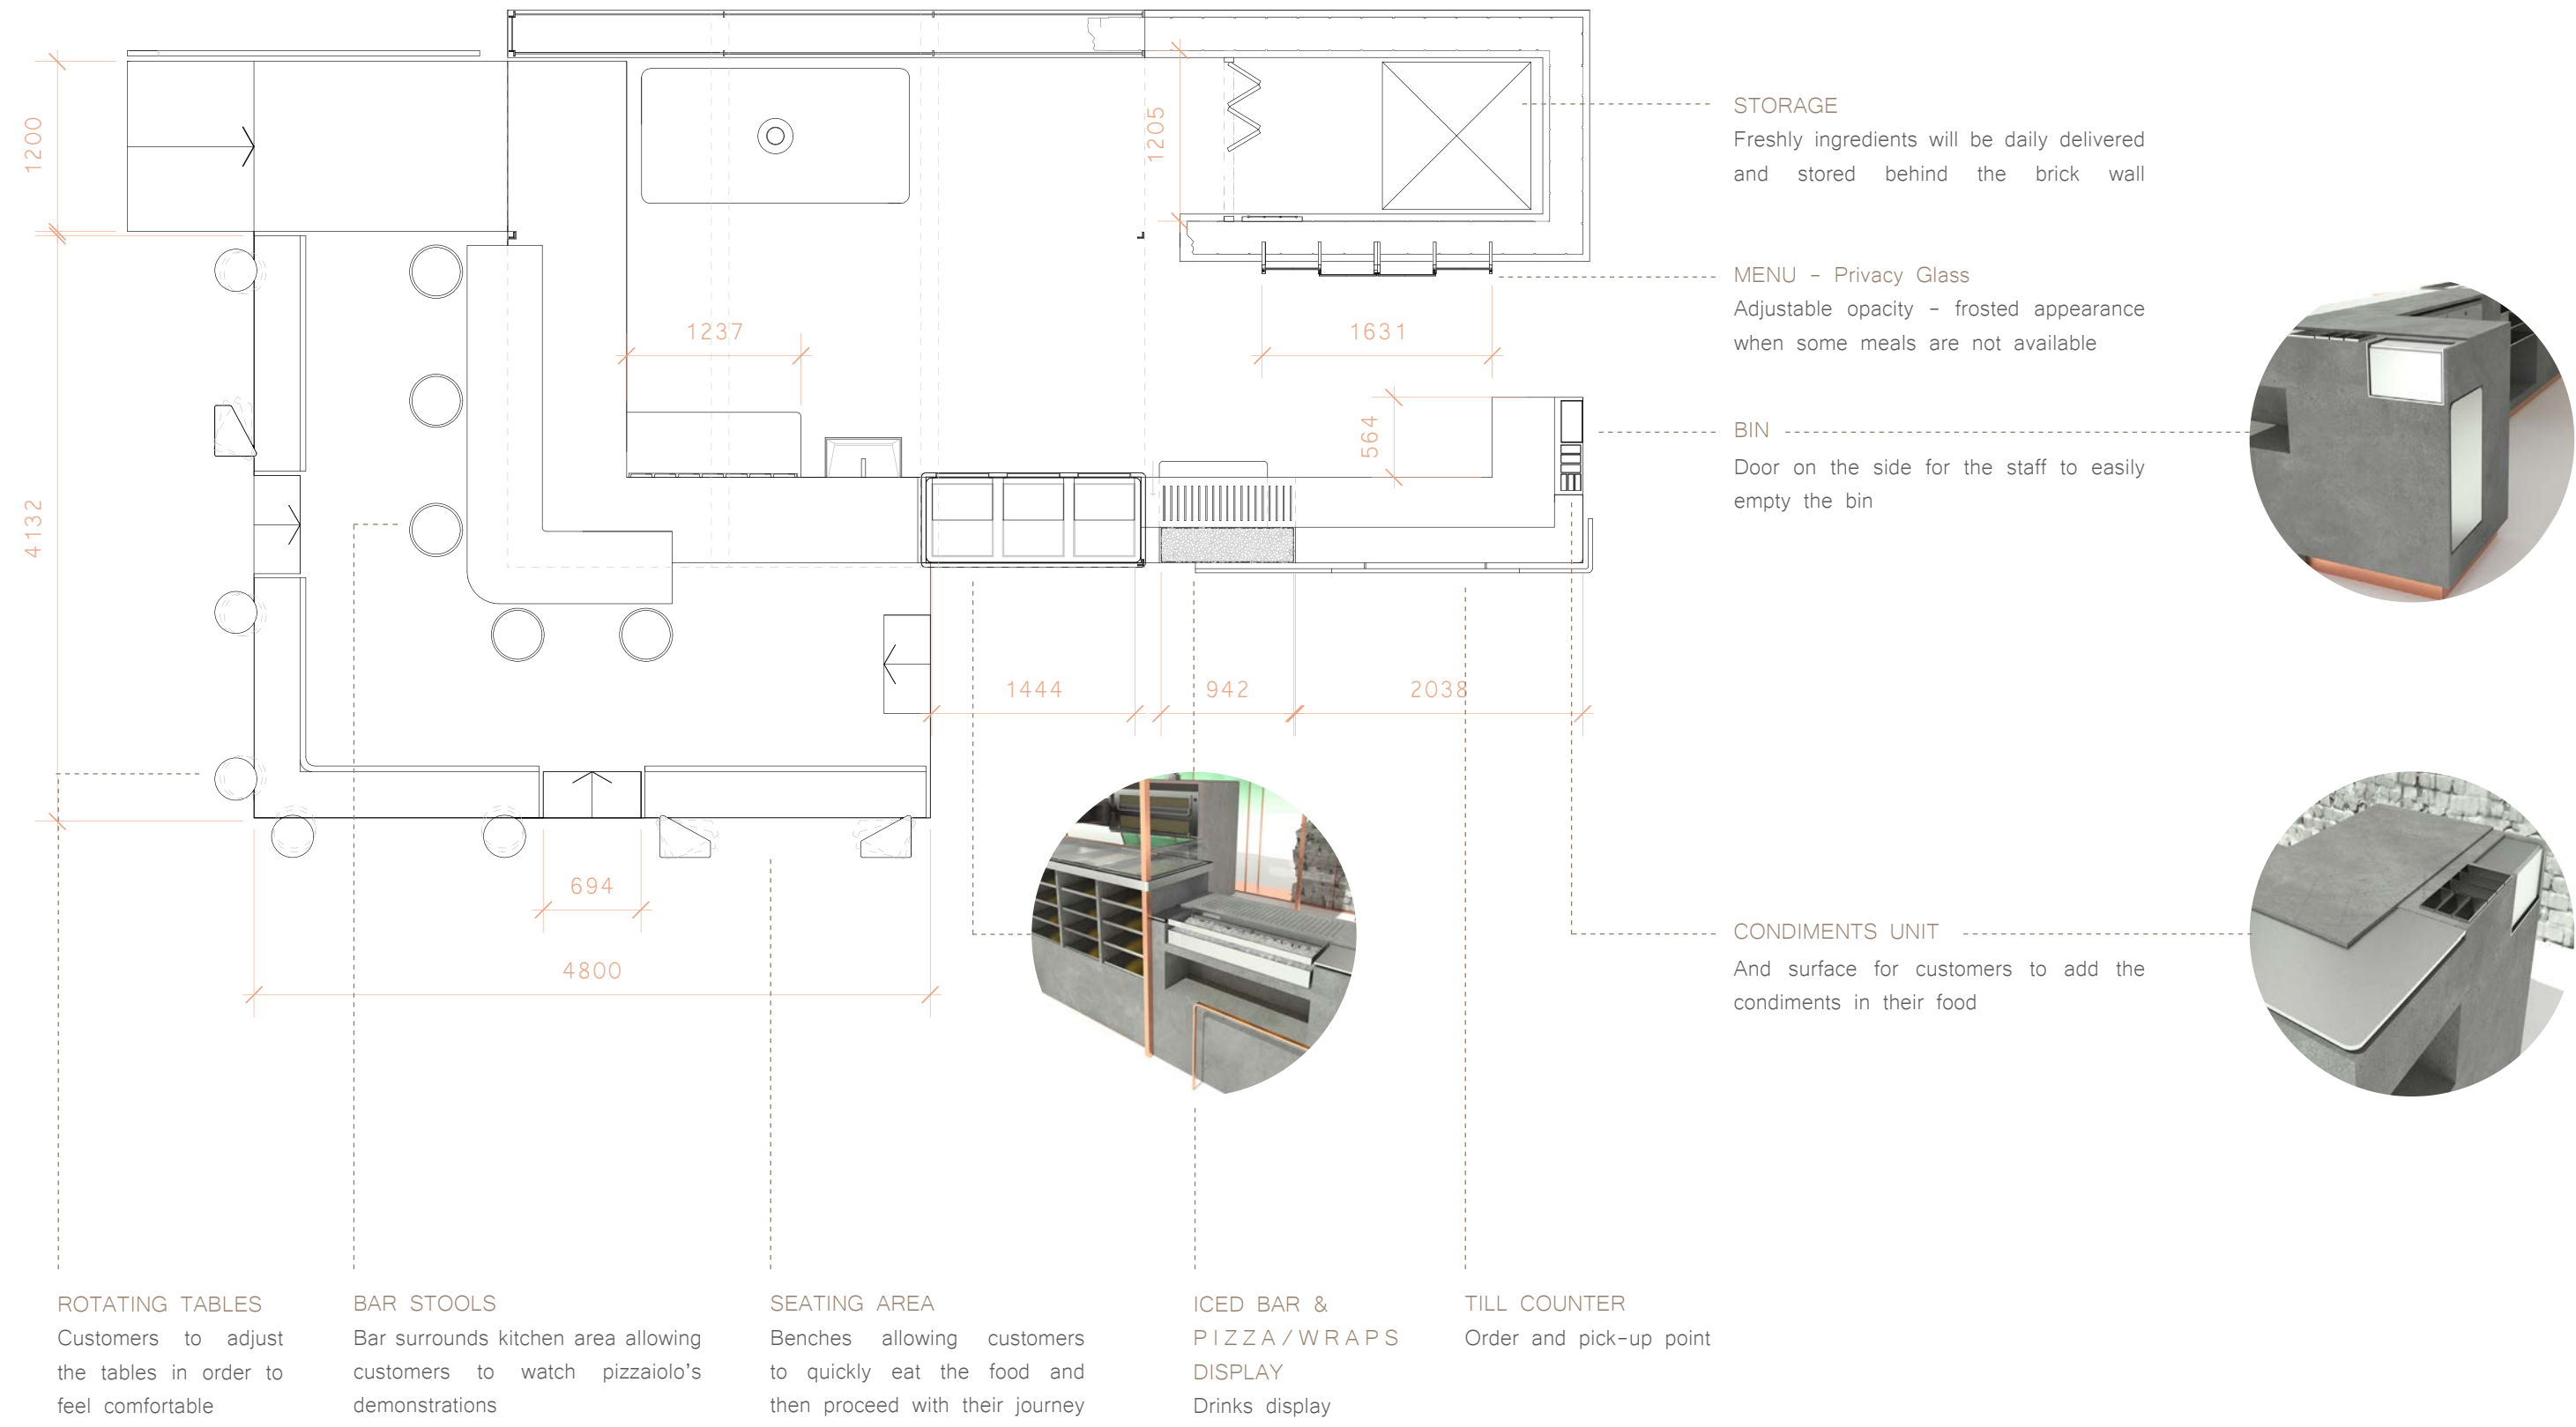 1200
1205
STORAGE
Freshly ingredients will be daily delivered
and stored behind the brick wall
MENU - Privacy Glass
Adjustable opacity - frosted appearance
when some meals are not available
1237
1631
564
BIN
Door on the side for the staff to easily
empty the bin
4132
1444
942
2038
694
4800
CONDIMENTS UNIT
And surface for customers to add the
condiments in their food
ROTATING TABLES
Customers to adjust
the tables in order to
feel comfortable
BAR STOOLS
Bar surrounds kitchen area allowing
customers to watch pizzaiolo's
demonstrations
SEATING AREA
Benches allowing customers
to quickly eat the food and
then proceed with their journey
ICED BAR &
PIZZA/WRAPS
DISPLAY
Drinks display
TILL COUNTER
Order and pick-up point